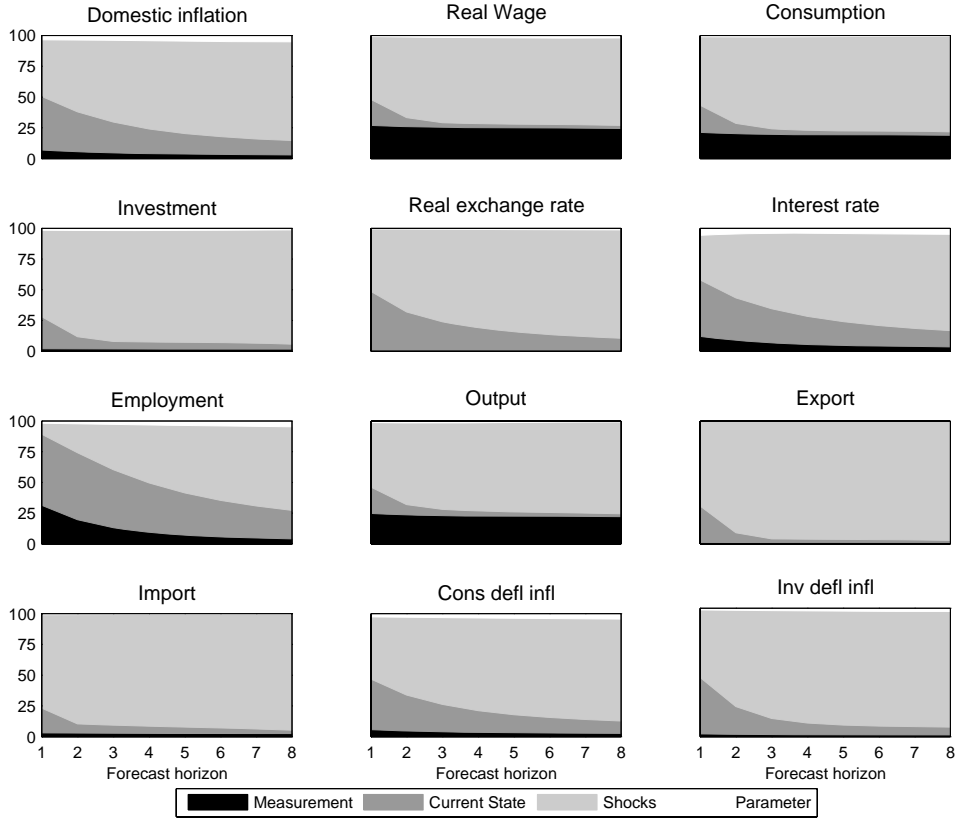 Domestic inflation Real Wage Consumption
100
75
50
25
0
Investment Real exchange rate Interest rate
100
75
50
25
0
Employment Output Export
100
75
50
25
0
Import Cons defl infl Inv defl infl
100
75
50
25
0
1 2 3 4 5 6 7 8 1 2 3 4 5 6 7 8 1 2 3 4 5 6 7 8
Forecast horizon Forecast horizon Forecast horizon
Measurement Current State Shocks Parameter